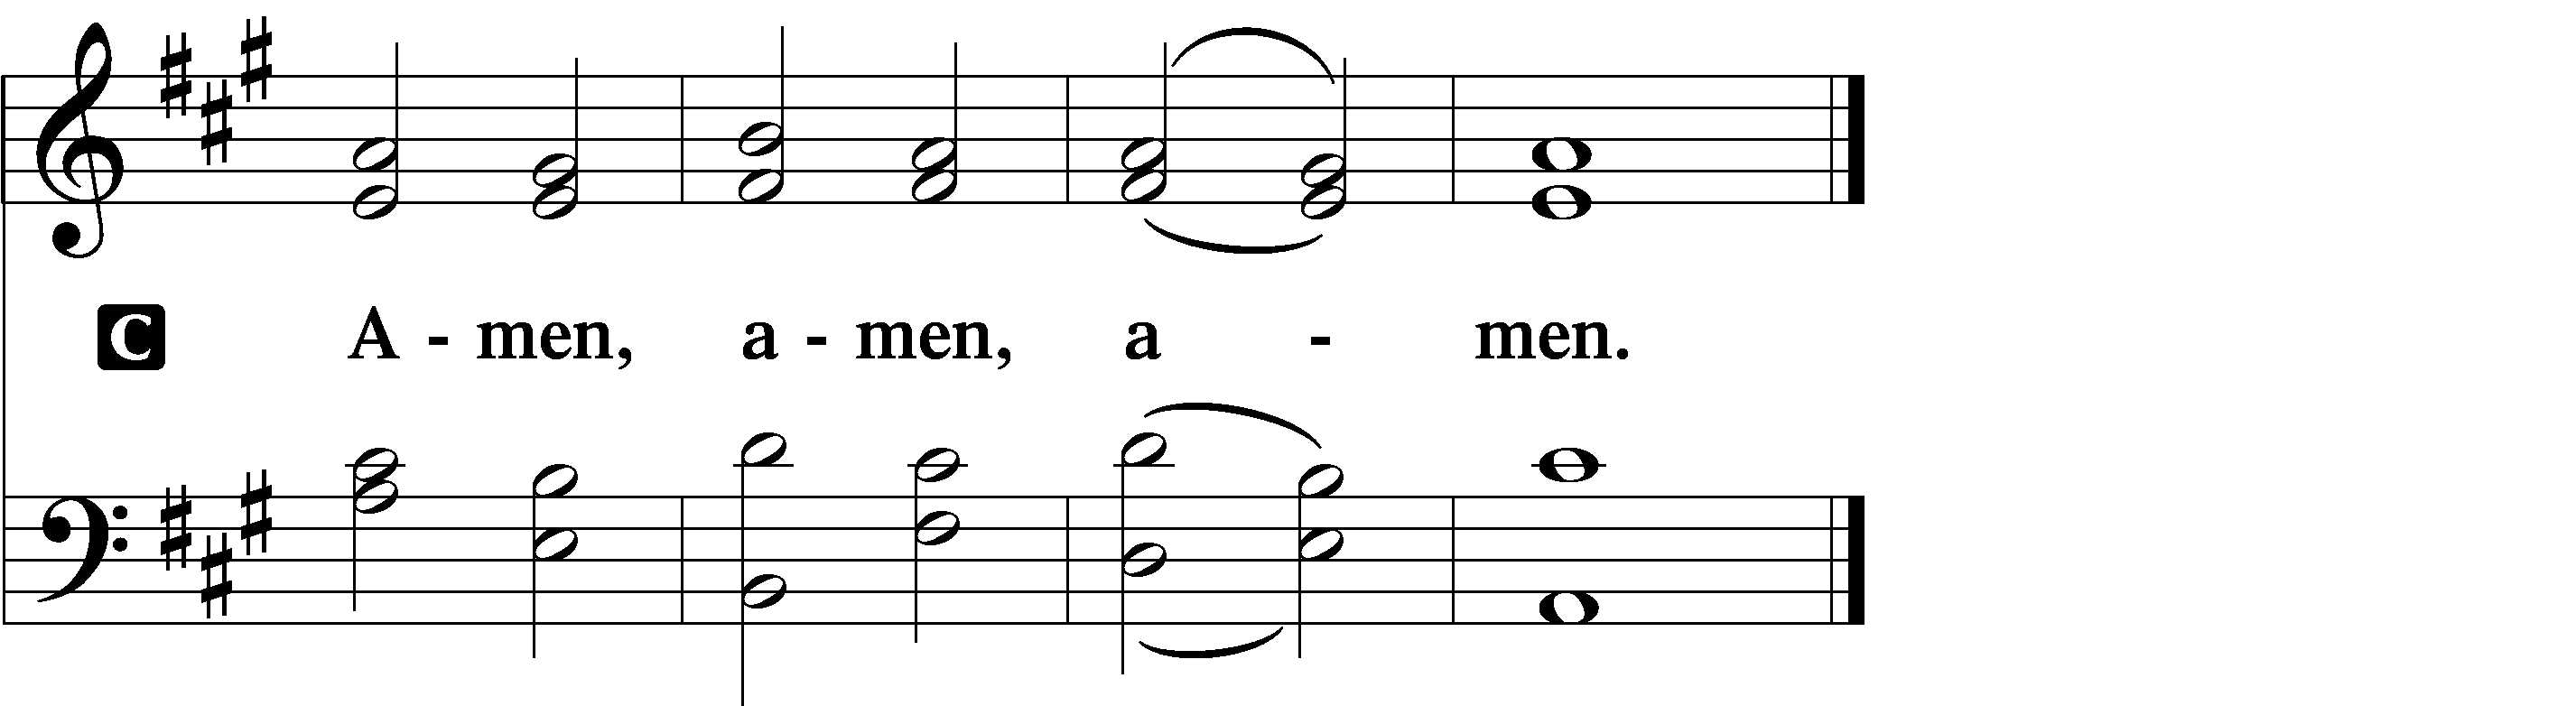 C A - men, a - men, a - men.